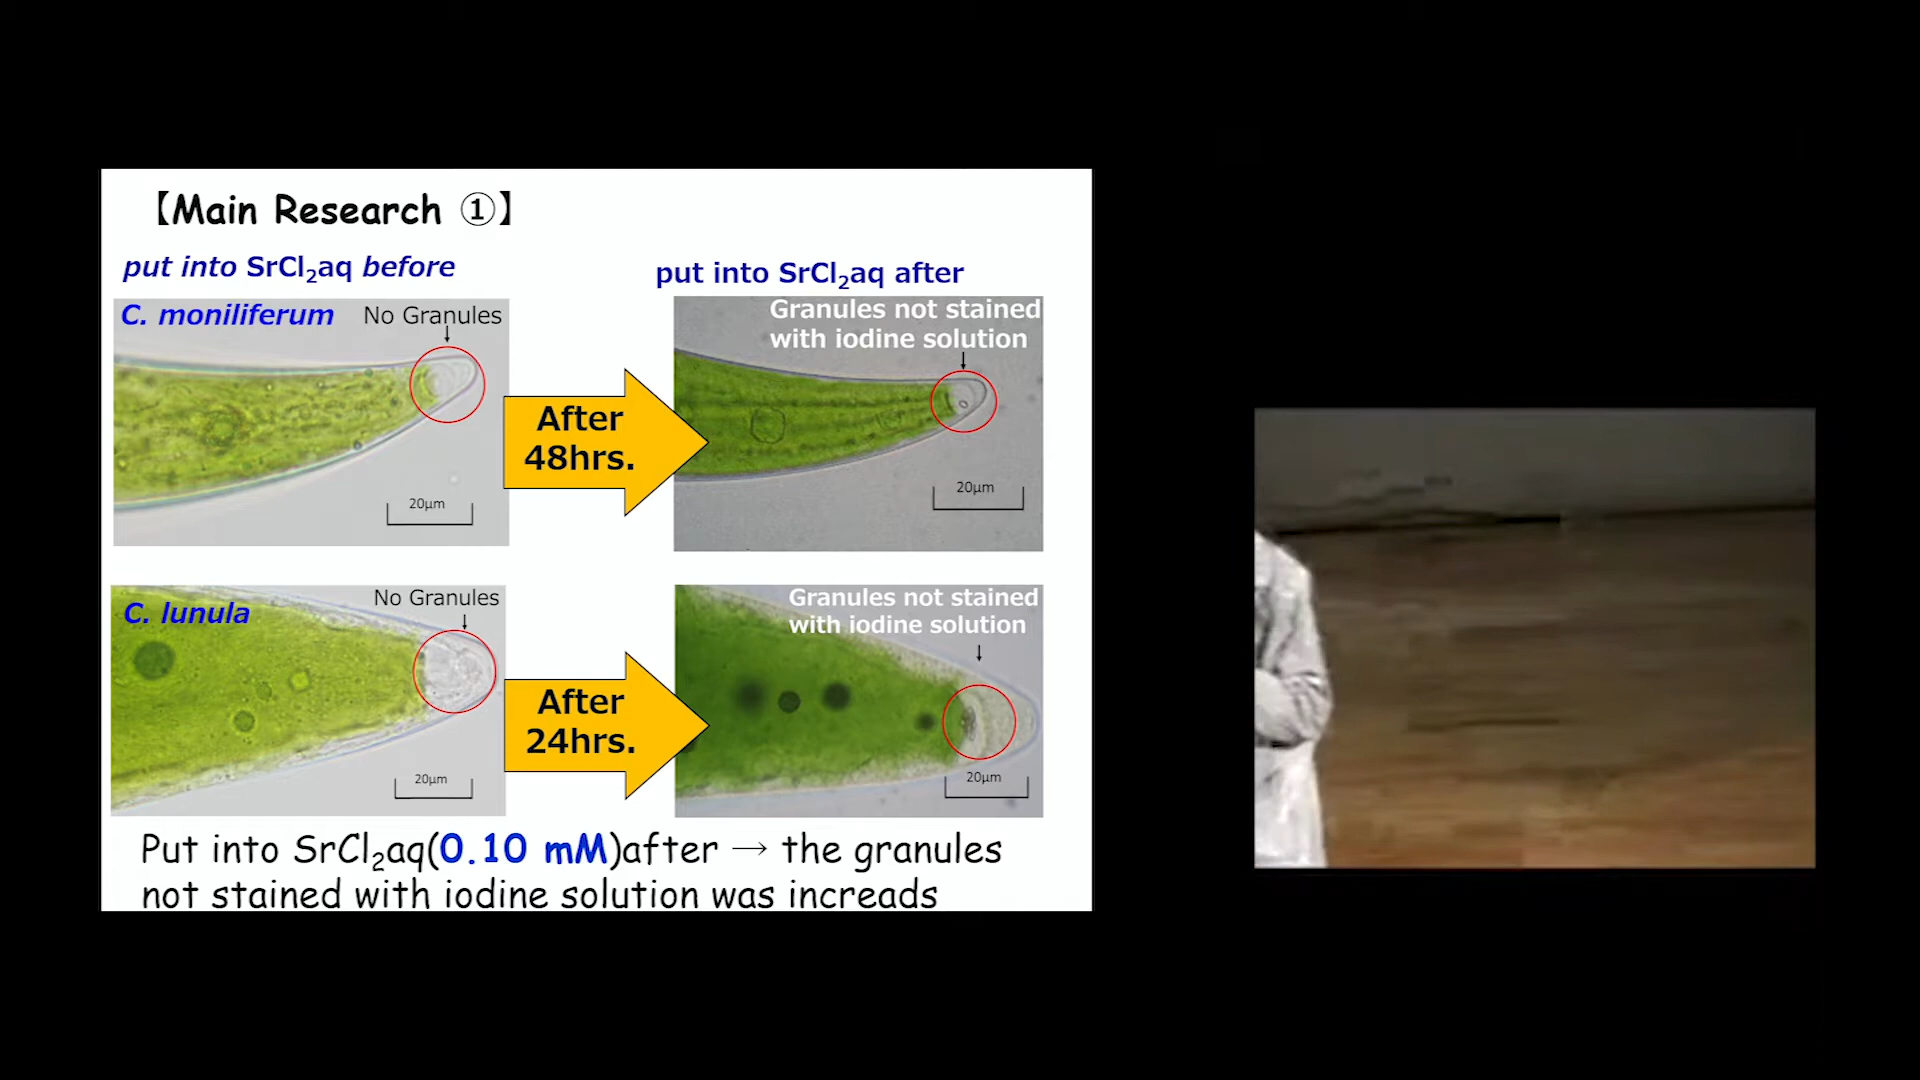 【Main Research ①】
put into SrCl₂aq before
put into SrCl₂aq after
C. moniliferum
No Granules
Granules not stained
with iodine solution
After
48hrs.
20μm
20μm
C. lunula
No Granules
Granules not stained
with iodine solution
After
24hrs.
20μm
20μm
Put into SrCl₂aq(0.10 mM)after → the granules
not stained with iodine solution was increads